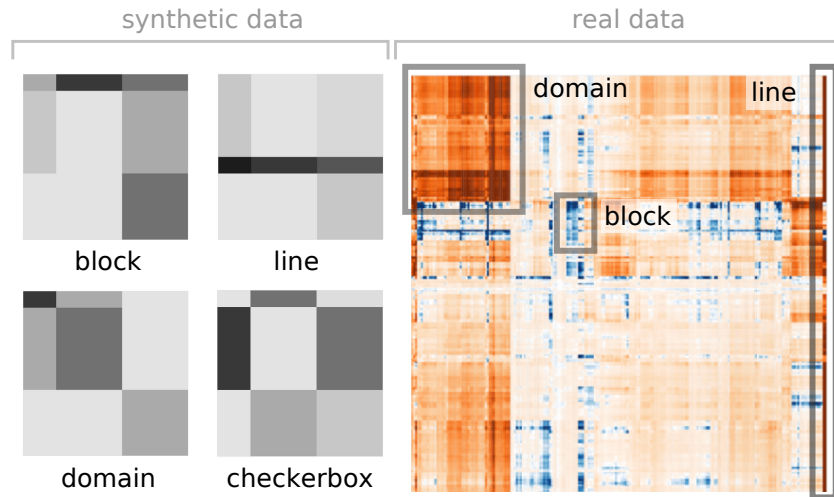 synthetic data
real data
block
line
domain
checkerbox
domain
line
block